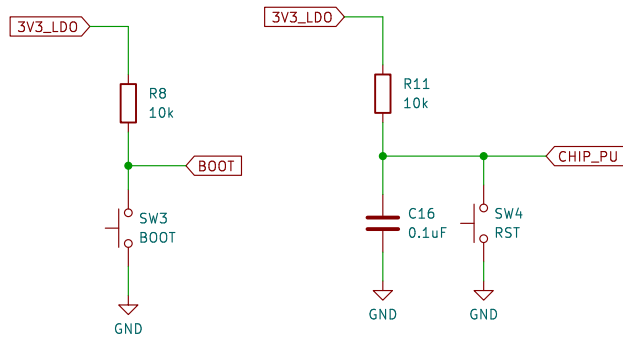 3V3_LDO
R8
10k
BOOT
SW3
BOOT
GND
3V3_LDO
R11
10k
CHIP_PU
C16
0.1uF
SW4
RST
GND
GND